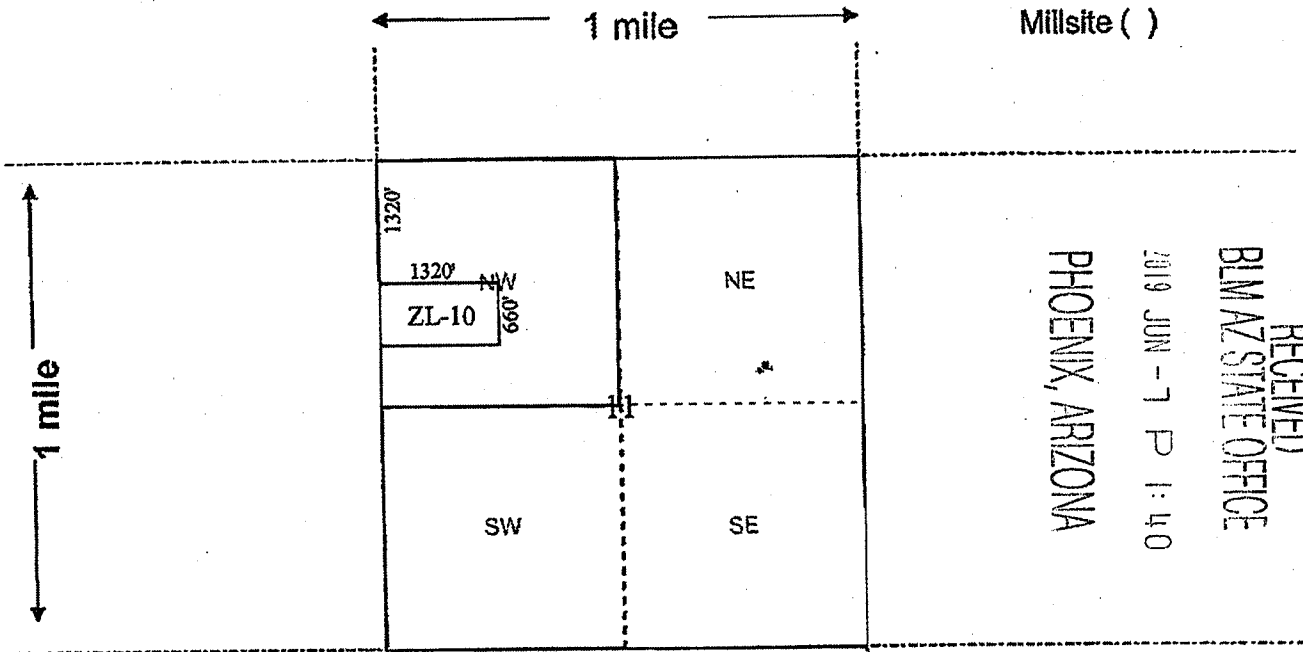 1 mile
Millsite ( )
1320'
1320'
NW
NE
ZL-10
660'
1 mile
11
SW
SE
RECEIVED
BLM AZ STATE OFFICE
2019 JUN -7 P 1:40
PHOENIX, ARIZONA